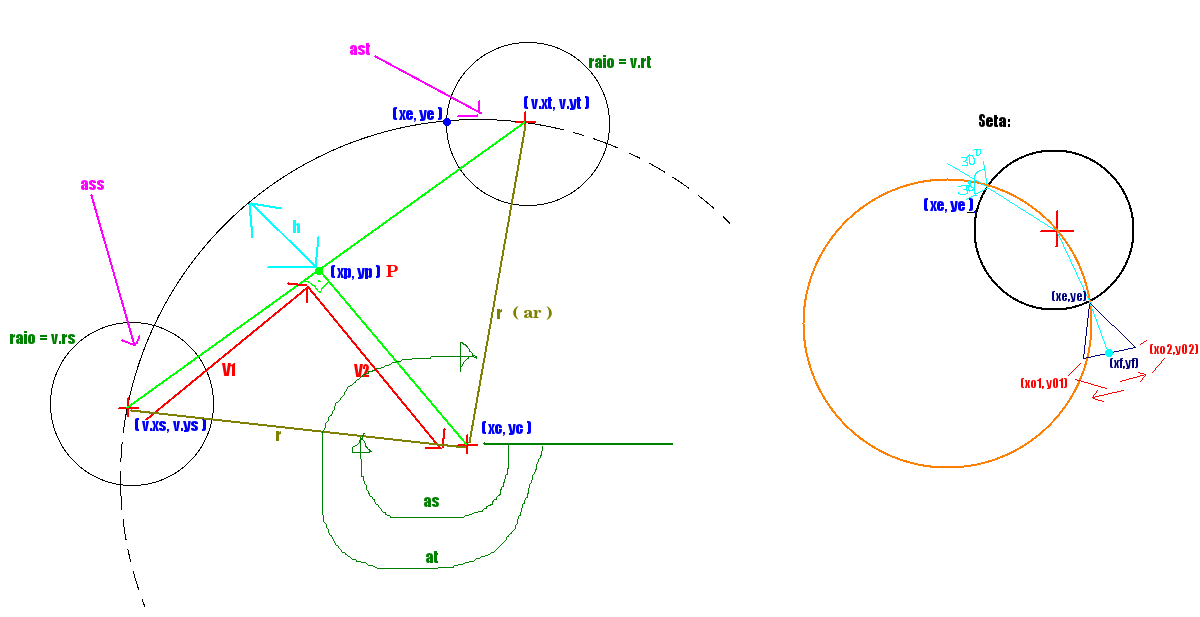 ast
raio = v.rt
( v.xt, v.yt )
(xe, ye )
Seta:
30º
30
ass
(xe, ye )
h
(xp, yp ) P
(xe,ye)
r ( ar )
raio = v.rs
V1
V2
(xo2,y02)
(xf,yf)
(xo1, y01)
( v.xs, v.ys )
r
(xc, yc )
as
at